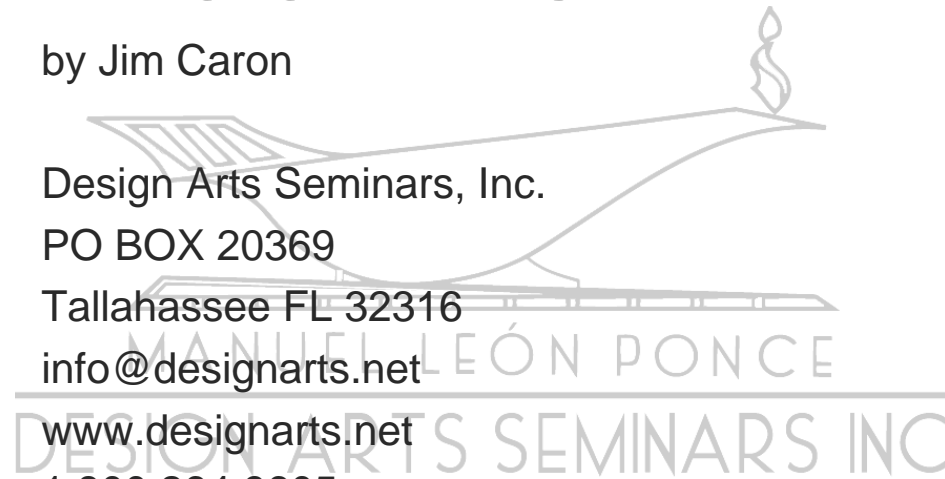 by Jim Caron
Design Arts Seminars, Inc.
PO BOX 20369
Tallahassee FL 32316
info@designarts.net
MANUEL LEÓN PONCE
www.designarts.net
DESIGN ARTS SEMINARS INC